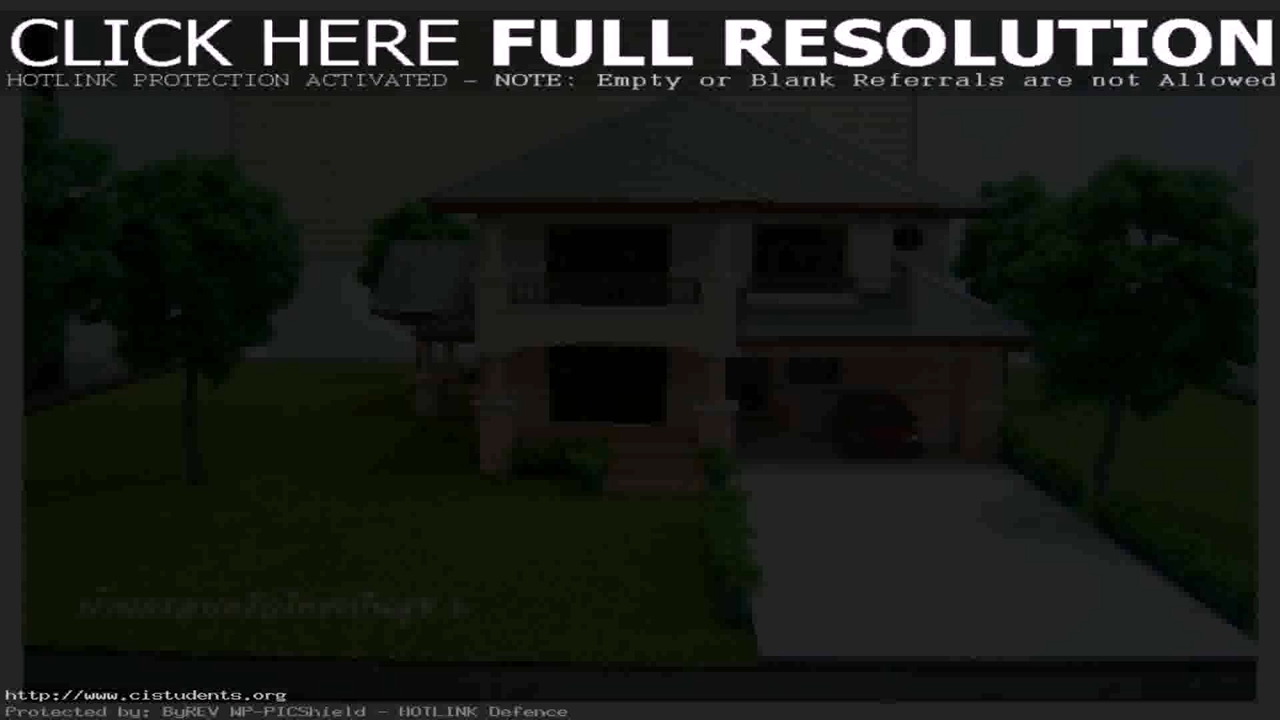 CLICK HERE FULL RESOLUTION
HOTLINK PROTECTION ACTIVATED – NOTE: Empty or Blank Referrals are not Allowed
http://www.cistudents.org
Protected by: ByREV WP-PICShield – HOTLINK Defence